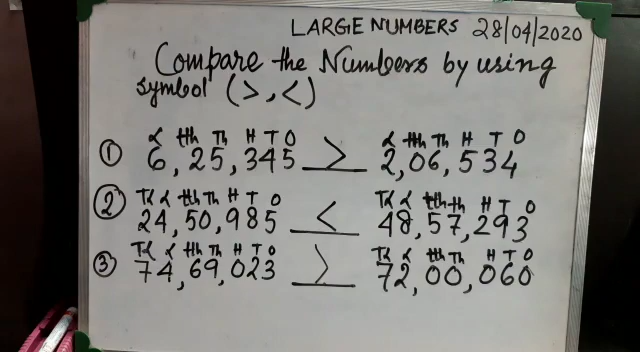 LARGE NUMBERS 28/04/2020
Compare the Numbers by using
symbol (>,<)
L tth Th H T O L tth Th H T O
① 6,25,345 > 2,06,534
TL L tth Th H T O TL L tth th H T O
② 24,50,985 < 48,57,293
TL L tth Th H T O TL L tth Th H T O
③ 74,69,023 > 72,00,060